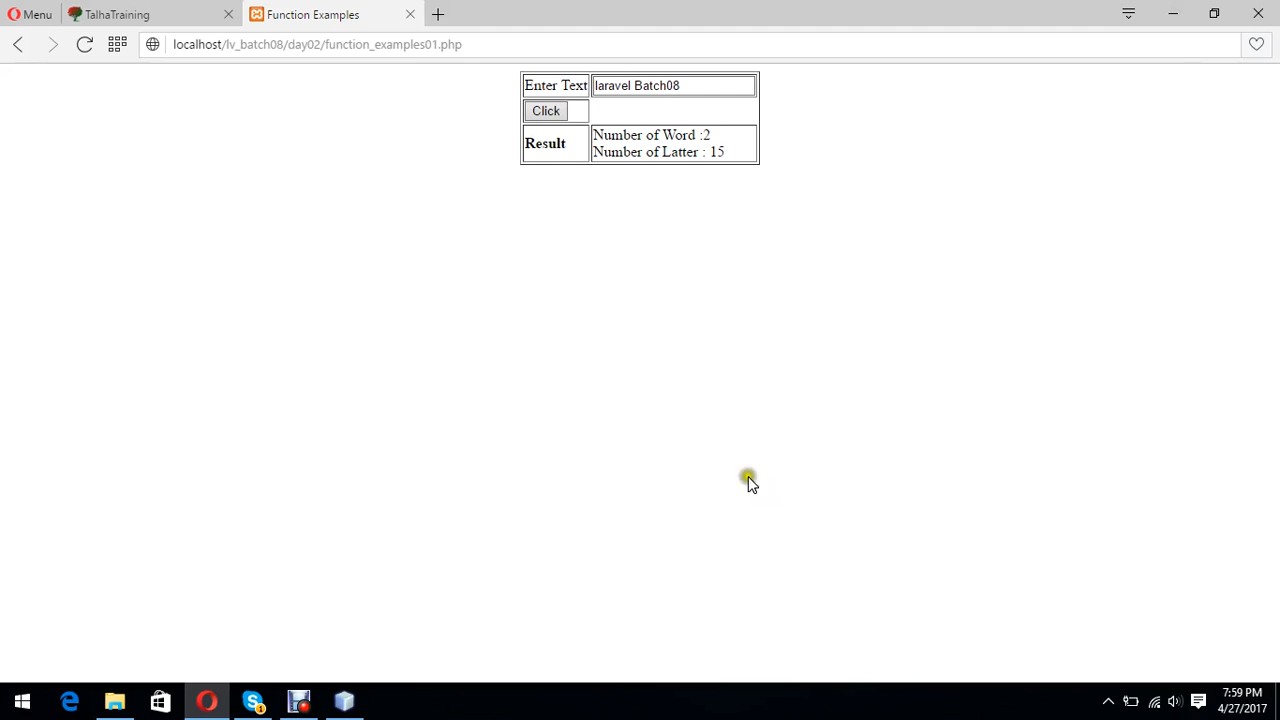 Menu
TalhaTraining
Function Examples
localhost/lv_batch08/day02/function_examples01.php
Enter Text laravel Batch08
Click
Result
Number of Word :2
Number of Latter : 15
7:59 PM
4/27/2017